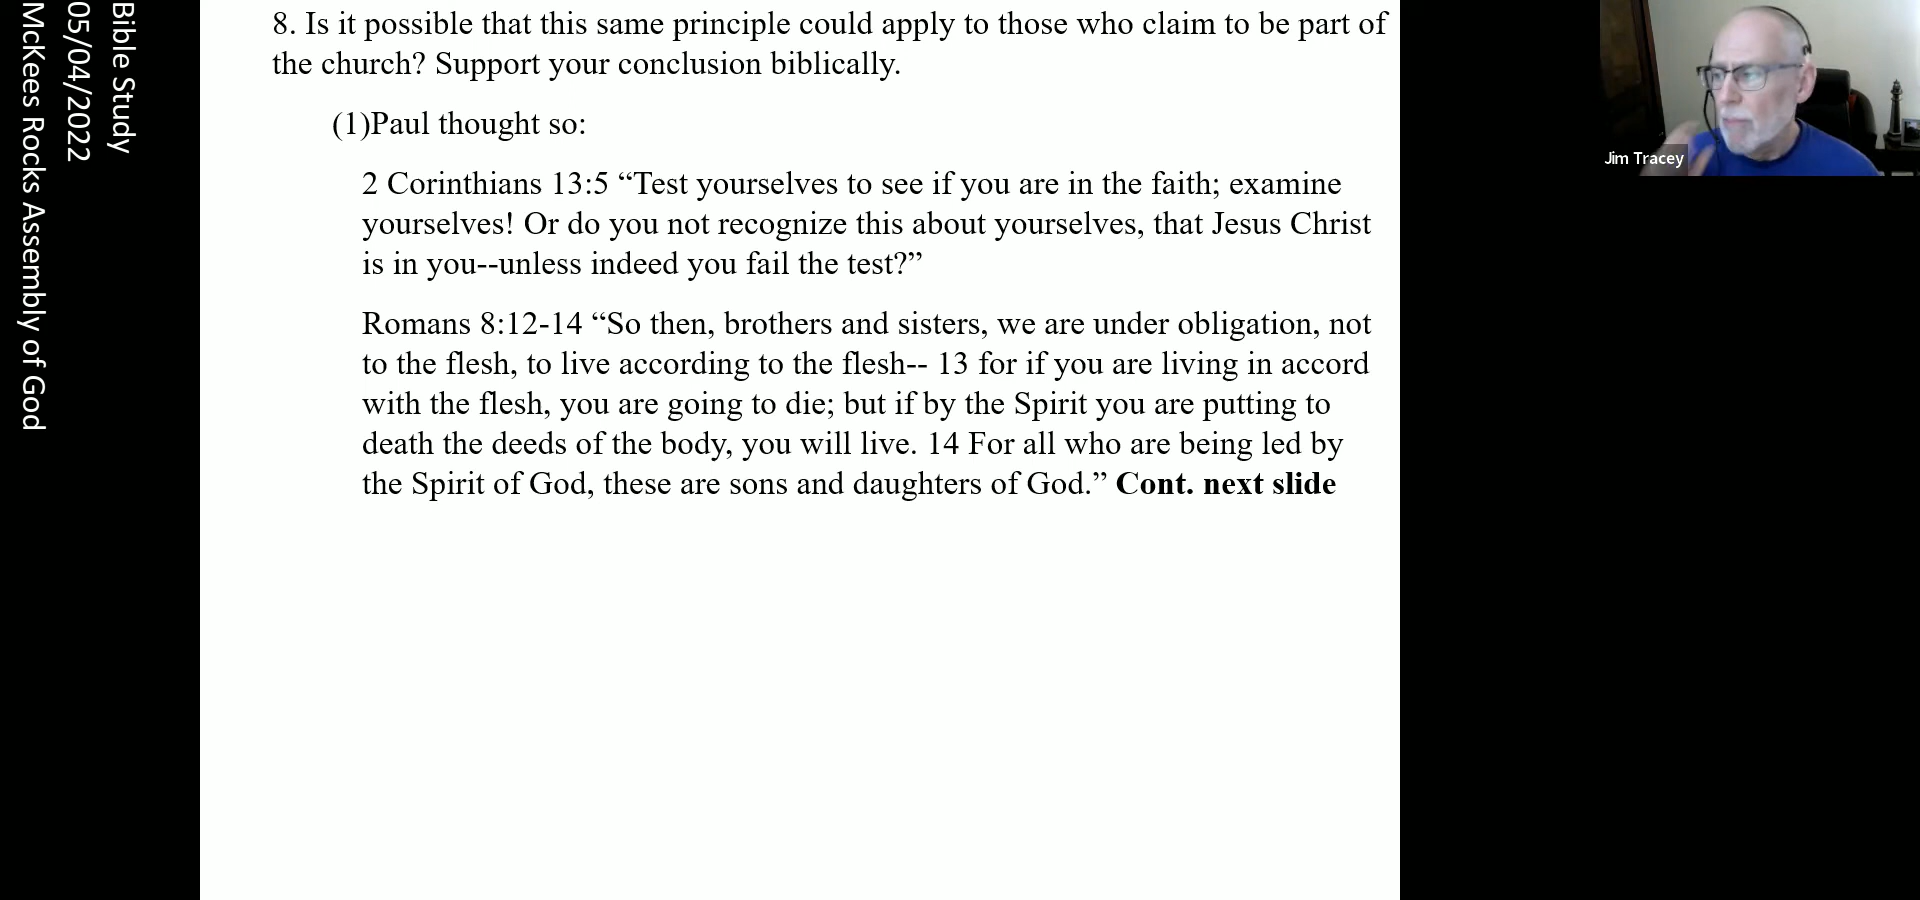 Bible Study
05/04/2022
McKees Rocks Assembly of God
8. Is it possible that this same principle could apply to those who claim to be part of
the church? Support your conclusion biblically.
(1)Paul thought so:
2 Corinthians 13:5 “Test yourselves to see if you are in the faith; examine
yourselves! Or do you not recognize this about yourselves, that Jesus Christ
is in you--unless indeed you fail the test?”
Romans 8:12-14 “So then, brothers and sisters, we are under obligation, not
to the flesh, to live according to the flesh-- 13 for if you are living in accord
with the flesh, you are going to die; but if by the Spirit you are putting to
death the deeds of the body, you will live. 14 For all who are being led by
the Spirit of God, these are sons and daughters of God.” Cont. next slide
Jim Tracey